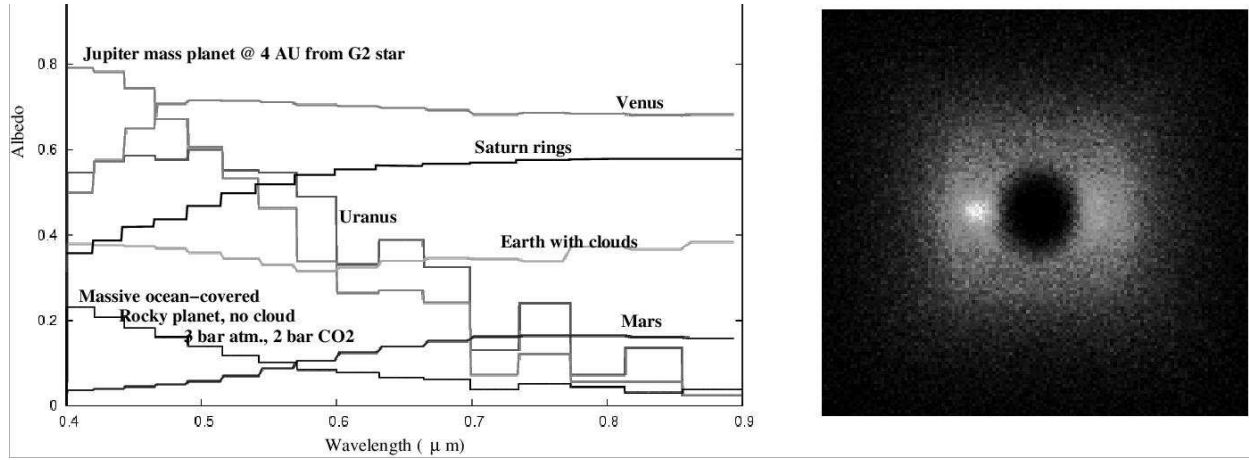 Jupiter mass planet @ 4 AU from G2 star
0.8
Venus
Albedo
0.6
Saturn rings
Uranus
0.4
Earth with clouds
Massive ocean−covered
Rocky planet, no cloud
3 bar atm., 2 bar CO2
0.2
Mars
0
0.4
0.5
0.6
0.7
0.8
0.9
Wavelength ( μ m)